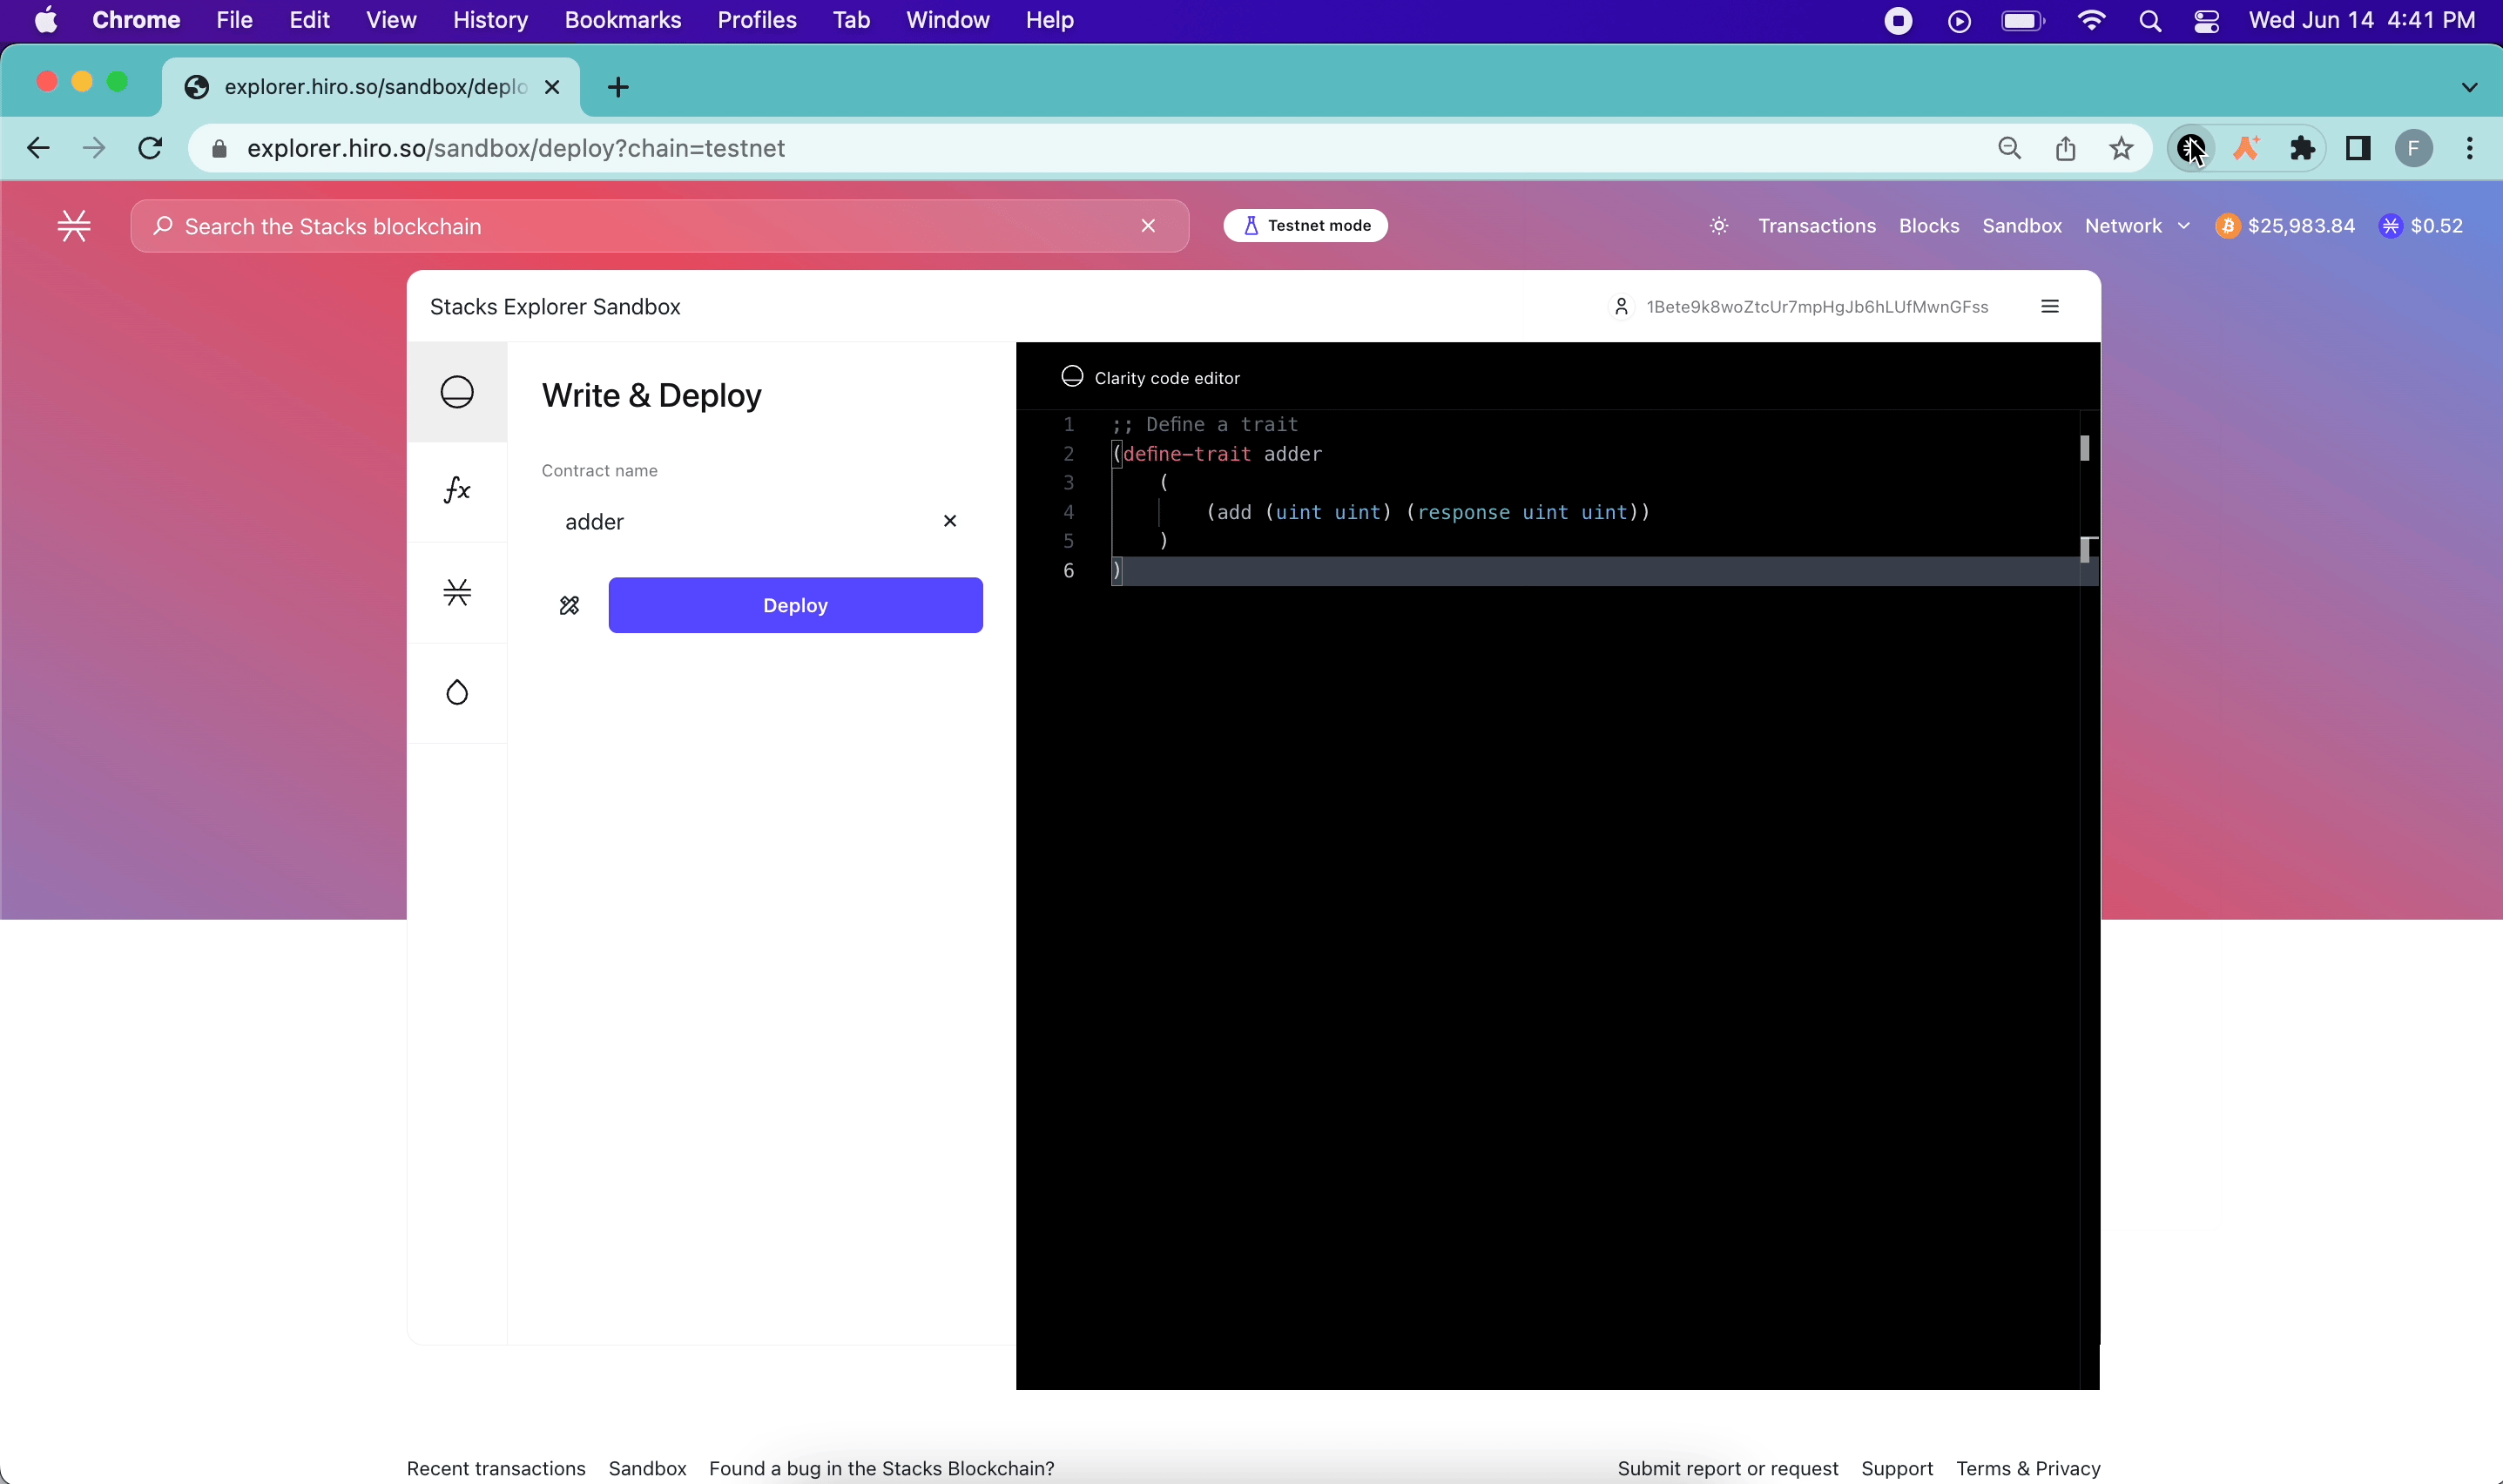 Chrome File Edit View History Bookmarks Profiles Tab Window Help Wed Jun 14 4:41 PM
explorer.hiro.so/sandbox/deplo
explorer.hiro.so/sandbox/deploy?chain=testnet F
Search the Stacks blockchain Testnet mode Transactions Blocks Sandbox Network $25,983.84 $0.52
Stacks Explorer Sandbox 1Bete9k8woZtcUr7mpHgJb6hLUfMwnGFss
Write & Deploy
Contract name
adder
Deploy
fx
Clarity code editor
1 ;; Define a trait
2 (define-trait adder
3 (
4 (add (uint uint) (response uint uint))
5 )
6 )
Recent transactions Sandbox Found a bug in the Stacks Blockchain? Submit report or request Support Terms & Privacy